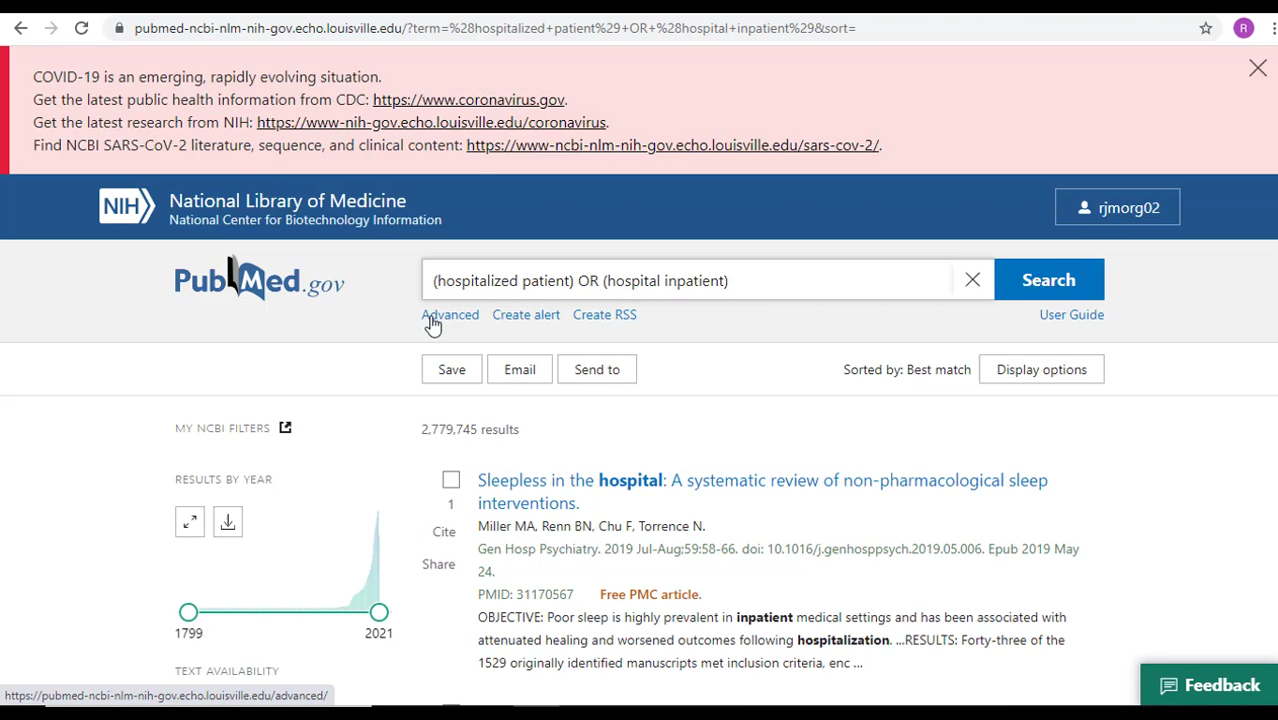 pubmed-ncbi-nlm-nih-gov.echo.louisville.edu/?term=%28hospitalized+patient%29+OR+%28hospital+inpatient%29&sort=
R
COVID-19 is an emerging, rapidly evolving situation.
Get the latest public health information from CDC: https://www.coronavirus.gov.
Get the latest research from NIH: https://www-nih-gov.echo.louisville.edu/coronavirus.
Find NCBI SARS-CoV-2 literature, sequence, and clinical content: https://www-ncbi-nlm-nih-gov.echo.louisville.edu/sars-cov-2/.
NIH
National Library of Medicine
National Center for Biotechnology Information
rjmorg02
PubMed.gov
(hospitalized patient) OR (hospital inpatient)
Search
Advanced Create alert Create RSS User Guide
Save Email Send to Sorted by: Best match Display options
MY NCBI FILTERS
2,779,745 results
RESULTS BY YEAR
1799 2021
TEXT AVAILABILITY
1
Cite
Share
Sleepless in the hospital: A systematic review of non-pharmacological sleep
interventions.
Miller MA, Renn BN, Chu F, Torrence N.
Gen Hosp Psychiatry. 2019 Jul-Aug;59:58-66. doi: 10.1016/j.genhosppsych.2019.05.006. Epub 2019 May
24.
PMID: 31170567 Free PMC article.
OBJECTIVE: Poor sleep is highly prevalent in inpatient medical settings and has been associated with
attenuated healing and worsened outcomes following hospitalization. ...RESULTS: Forty-three of the
1529 originally identified manuscripts met inclusion criteria, enc ...
Feedback
https://pubmed-ncbi-nlm-nih-gov.echo.louisville.edu/advanced/